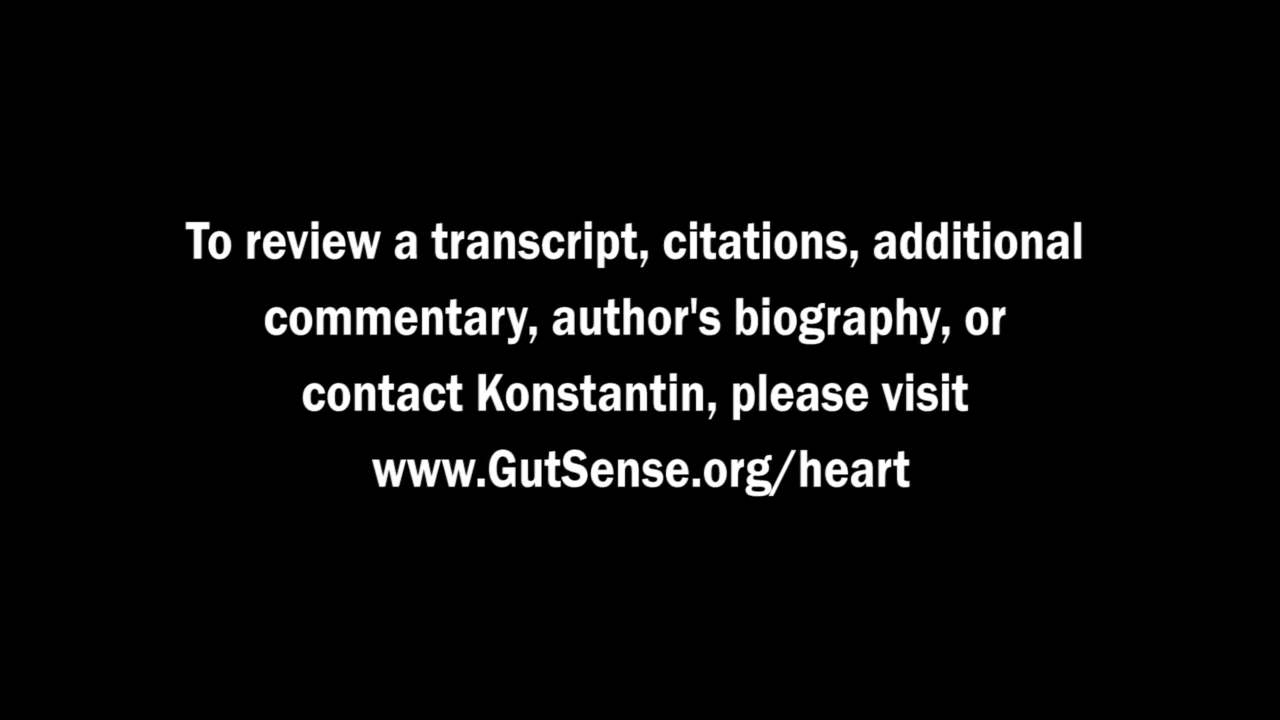 To review a transcript, citations, additional
commentary, author's biography, or
contact Konstantin, please visit
www.GutSense.org/heart